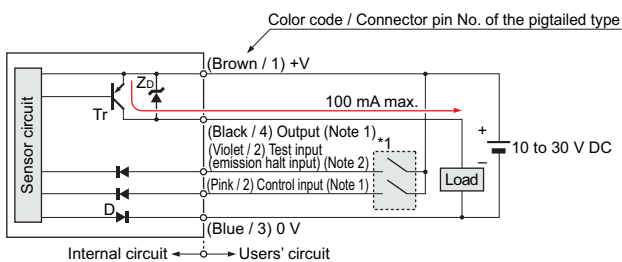 Color code / Connector pin No. of the pigtailed type
(Brown / 1) +V
ZD
Tr
100 mA max.
Sensor circuit
(Black / 4) Output (Note 1)
*1
(Violet / 2) Test input
(emission halt input) (Note 2)
+
10 to 30 V DC
–
Load
(Pink / 2) Control input (Note 1)
D
(Blue / 3) 0 V
Internal circuit
Users' circuit